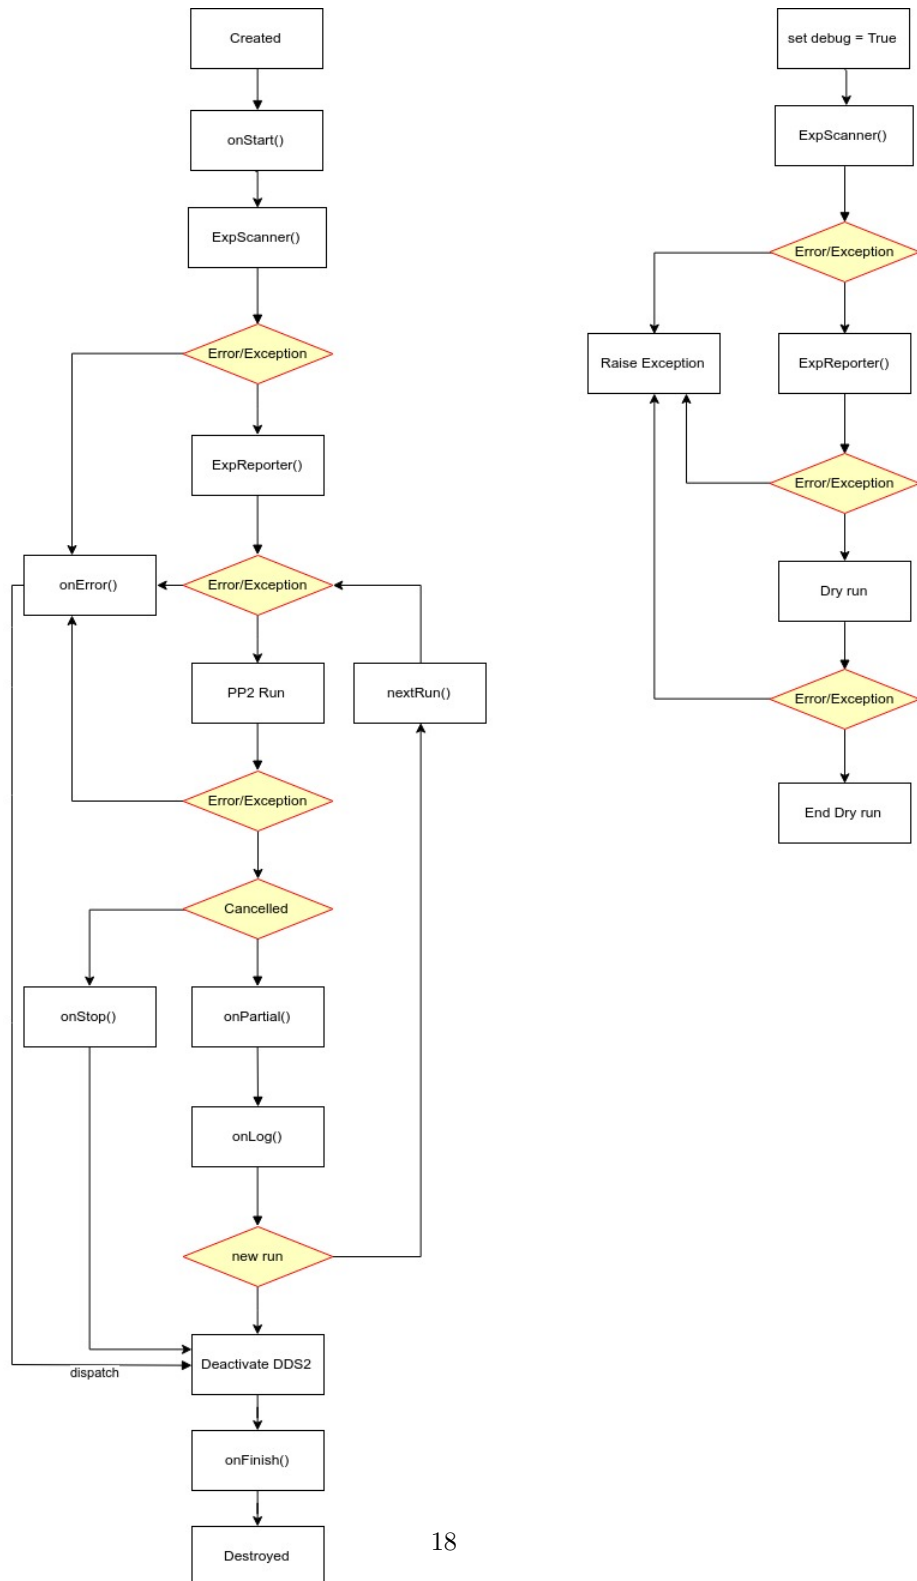 Created
onStart()
ExpScanner()
Error/Exception
ExpReporter()
onError()
Error/Exception
PP2 Run
nextRun()
Error/Exception
Cancelled
onStop()
onPartial()
onLog()
new run
Deactivate DDS2
dispatch
onFinish()
Destroyed
set debug = True
ExpScanner()
Error/Exception
Raise Exception
ExpReporter()
Error/Exception
Dry run
Error/Exception
End Dry run
18